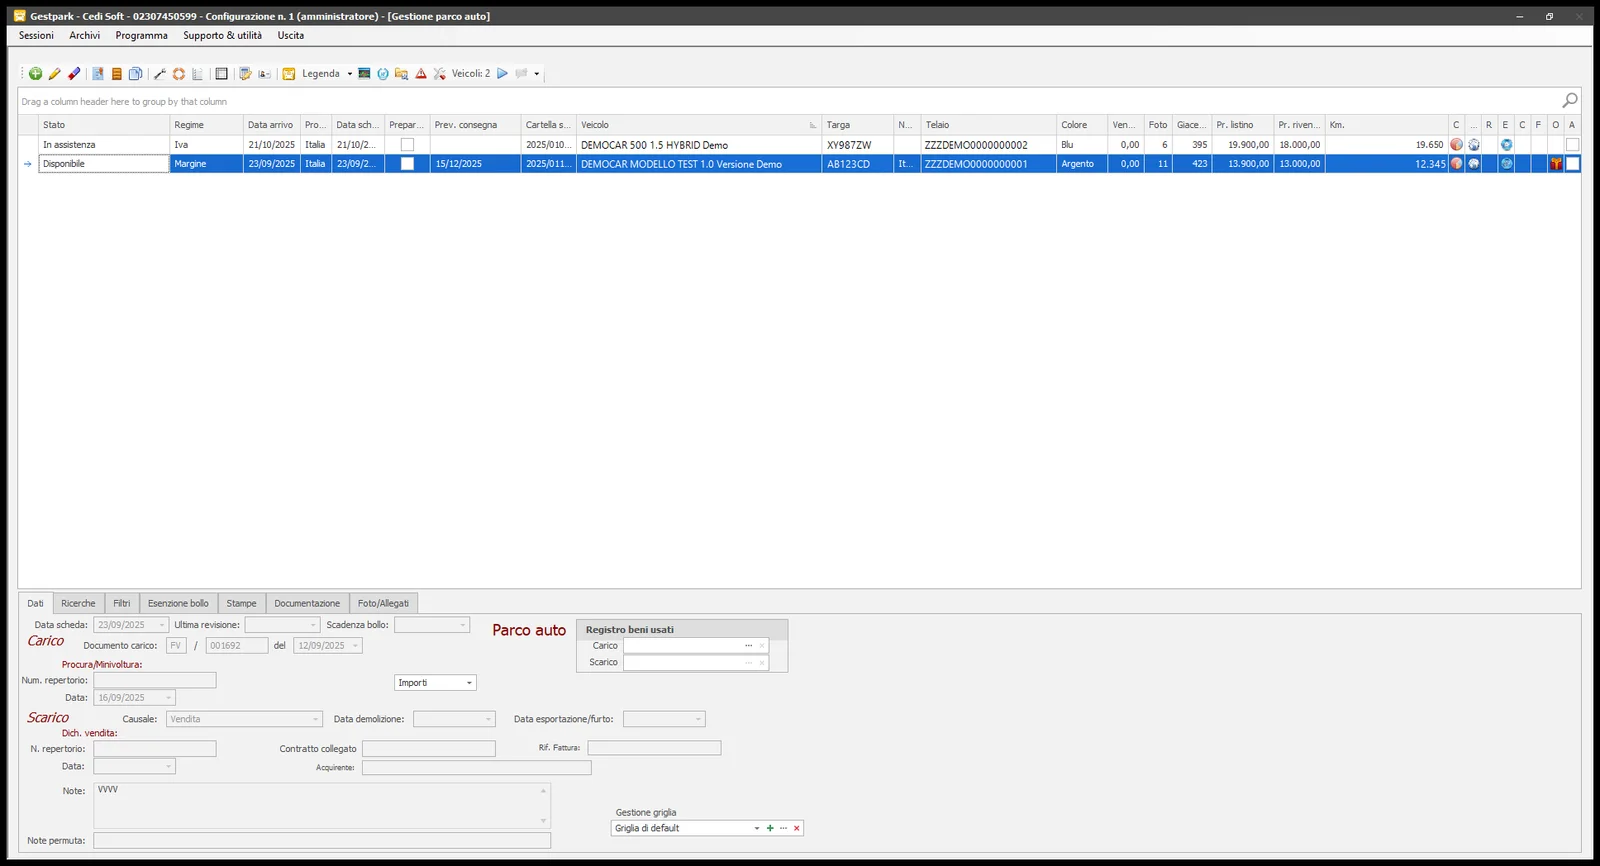 Gestpark - Cedi Soft - 02307450599 - Configurazione n. 1 (amministratore) - [Gestione parco auto]
Sessioni Archivi Programma Supporto & utilità Uscita
Legenda Veicoli: 2
Drag a column header here to group by that column
Stato Regime Data arrivo Pro... Data sch... Prepar... Prev. consegna Cartella s... Veicolo Targa N... Telaio Colore Ven... Foto Giace... Pr. listino Pr. riven... Km. C ... R E C F O A
In assistenza Iva 21/10/2025 Italia 21/10/2... 2025/010... DEMOCAR 500 1.5 HYBRID Demo XY987ZW ZZZDEMO0000000002 Blu 0,00 6 395 19.900,00 18.000,00 19.650
Disponibile Margine 23/09/2025 Italia 23/09/2... 15/12/2025 2025/011... DEMOCAR MODELLO TEST 1.0 Versione Demo AB123CD It... ZZZDEMO0000000001 Argento 0,00 11 423 13.900,00 13.000,00 12.345
Dati Ricerche Filtri Esenzione bollo Stampe Documentazione Foto/Allegati
Data scheda: 23/09/2025 Ultima revisione: Scadenza bollo: Parco auto Registro beni usati
Carico Documento carico: FV / 001692 del 12/09/2025 Carico ...
Scarico ...
Procura/Minivoltura:
Num. repertorio: Importi
Data: 16/09/2025
Scarico Causale: Vendita Data demolizione: Data esportazione/furto:
Dich. vendita:
N. repertorio: Contratto collegato Rif. Fattura:
Data: Acquirente:
Note: VVVV
Gestione griglia
Griglia di default ...
Note permuta: